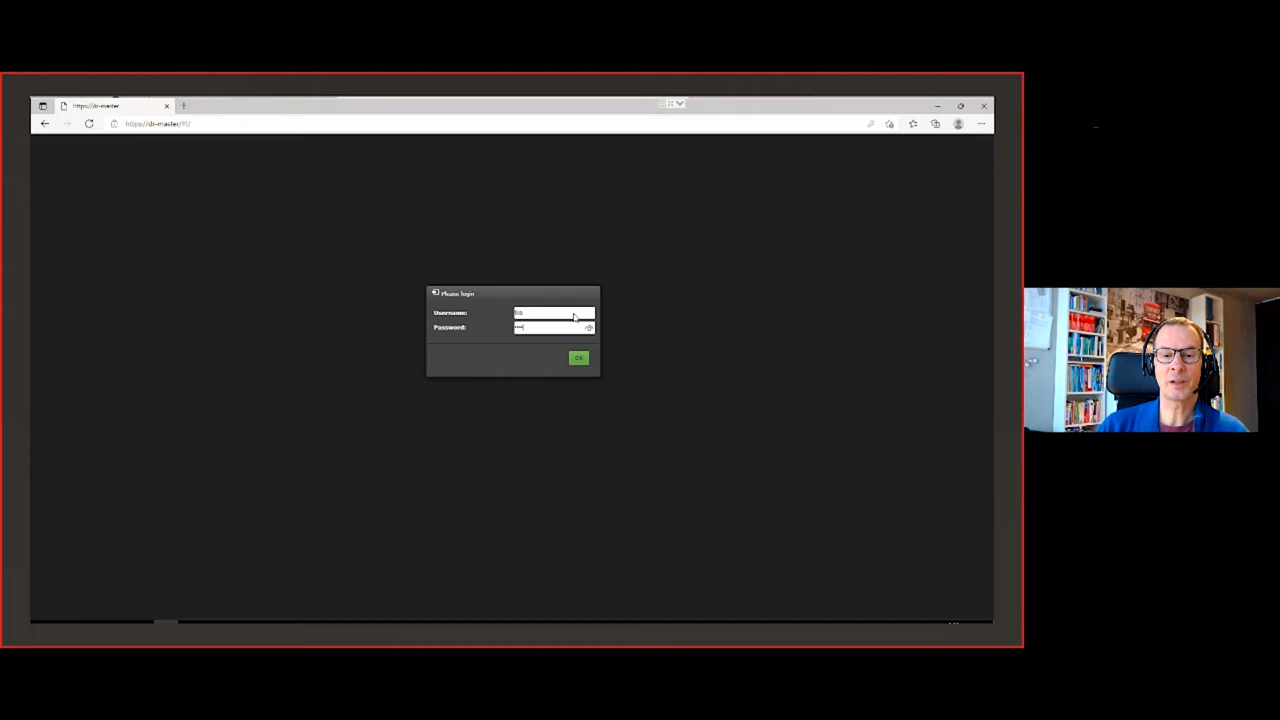 https://dr-master
https://dr-master/PI/
Please login
Username:
Password:
OK